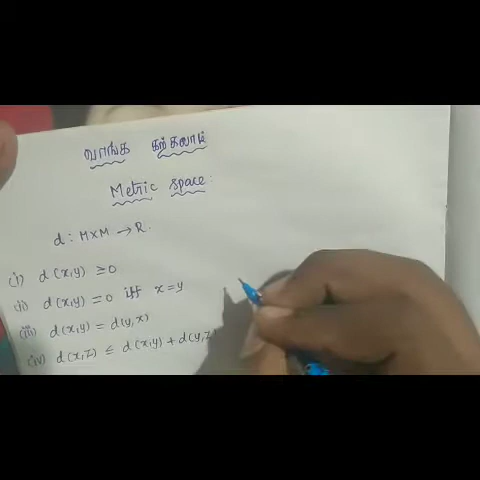 வாங்க கற்கலாம்
Metric space:
d: M×M → R.
(i) d(x,y) ≥ 0
(ii) d(x,y) = 0 iff x=y
(iii) d(x,y) = d(y,x)
(iv) d(x,z) ≤ d(x,y) + d(y,z)